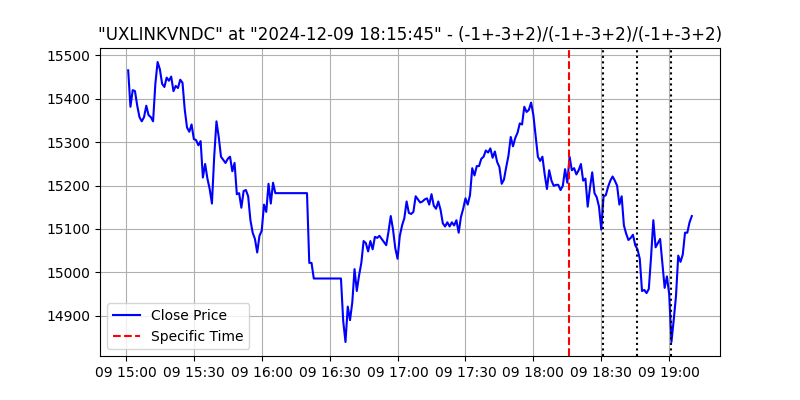 "UXLINKVNDC" at "2024-12-09 18:15:45" - (-1+-3+2)/(-1+-3+2)/(-1+-3+2)
15500
15400
15300
15200
15100
15000
14900
Close Price
Specific Time
09 15:00 09 15:30 09 16:00 09 16:30 09 17:00 09 17:30 09 18:00 09 18:30 09 19:00